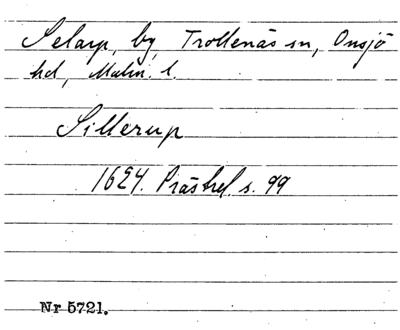 Selarp, by, Trollenäs sn, Onsjö
hd, Malm. l.
Sillerup
1624. Prästrel. s. 99
Nr 5721.